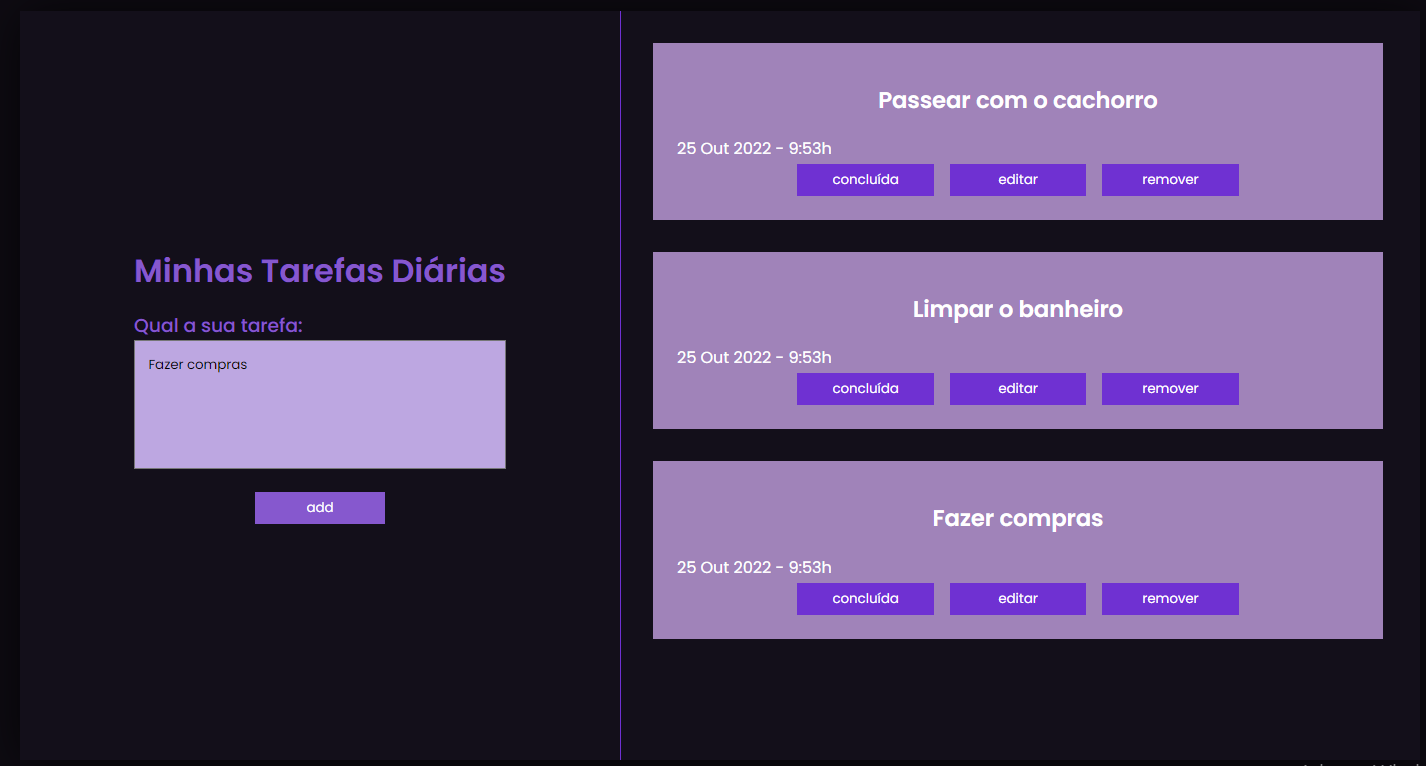 Minhas Tarefas Diárias
Qual a sua tarefa:
Fazer compras
add
Passear com o cachorro
25 Out 2022 - 9:53h
concluída editar remover
Limpar o banheiro
25 Out 2022 - 9:53h
concluída editar remover
Fazer compras
25 Out 2022 - 9:53h
concluída editar remover